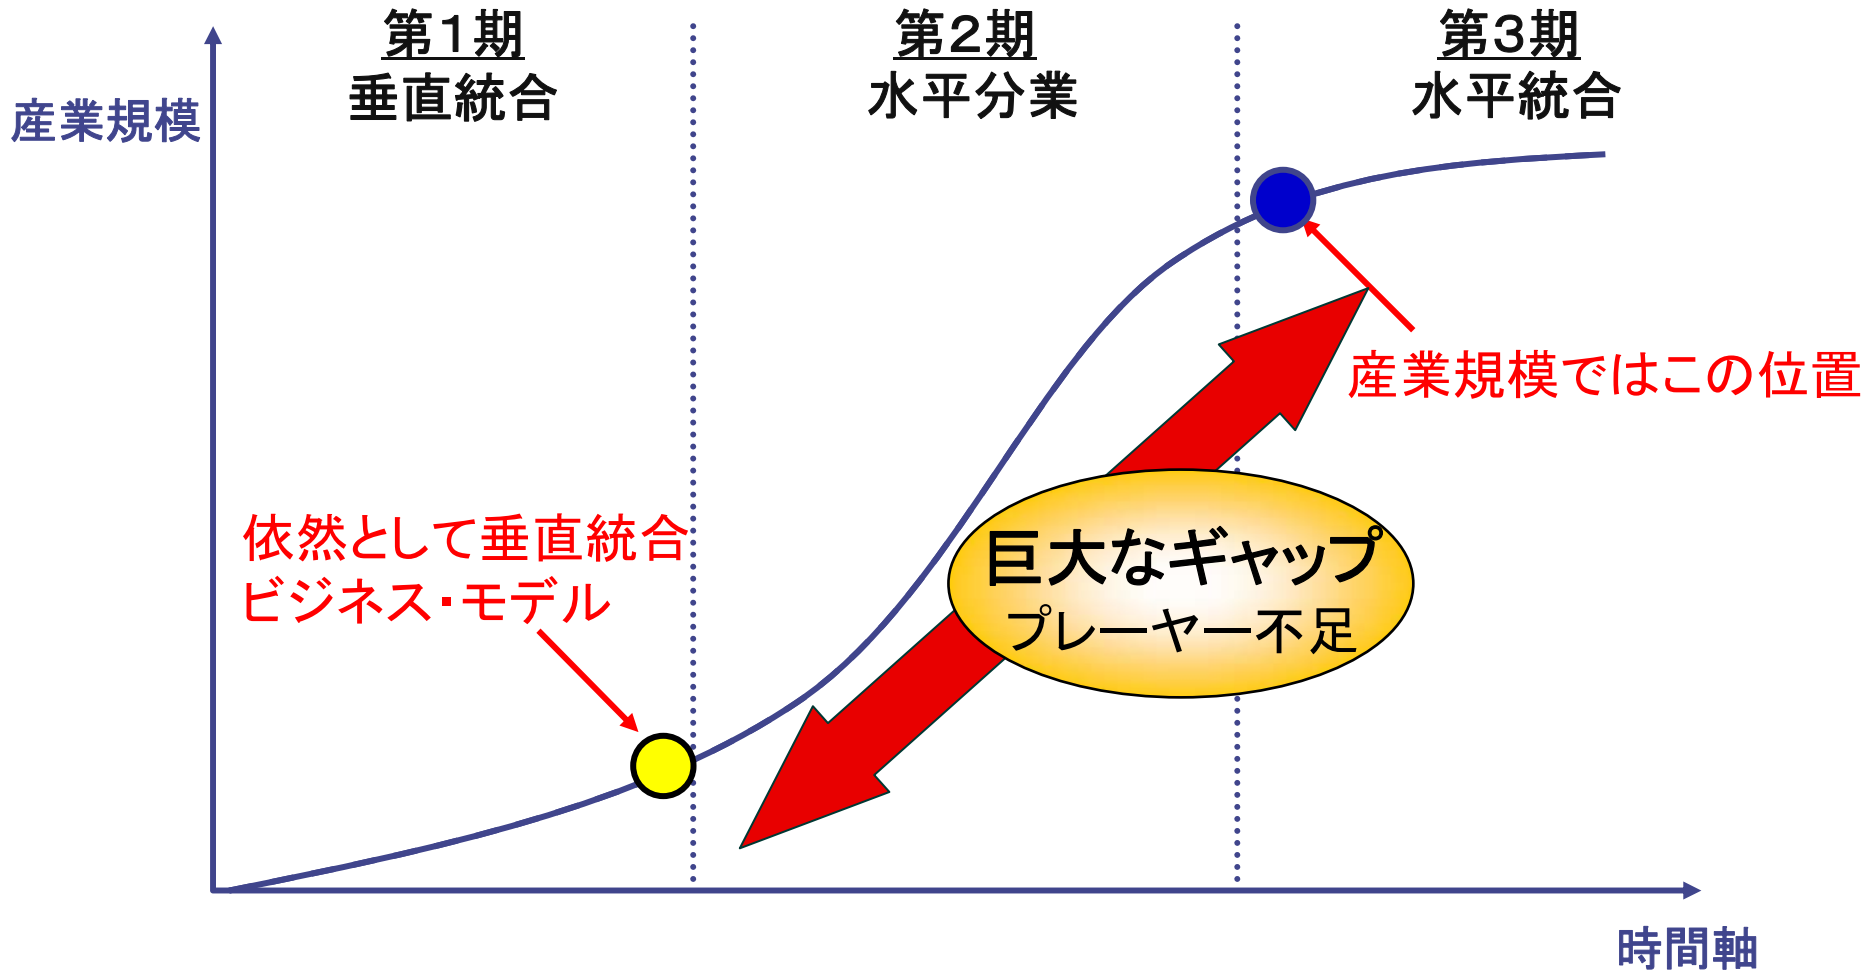 第１期
垂直統合
第２期
水平分業
第３期
水平統合
産業規模
産業規模ではこの位置
依然として垂直統合
ビジネス・モデル
巨大なギャップ
プレーヤー不足
時間軸